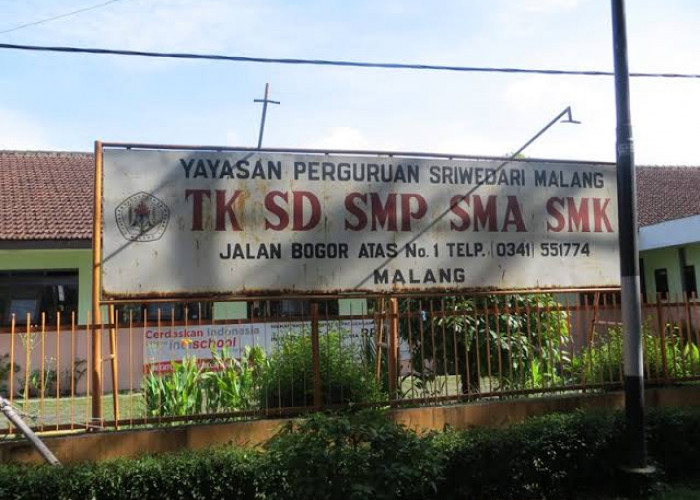 YAYASAN PERGURUAN SRIWEDARI MALANG
TK SD SMP SMA SMK
JALAN BOGOR ATAS No. 1 TELP. (0341) 551774
MALANG
Cerdaskan Indonesia
school